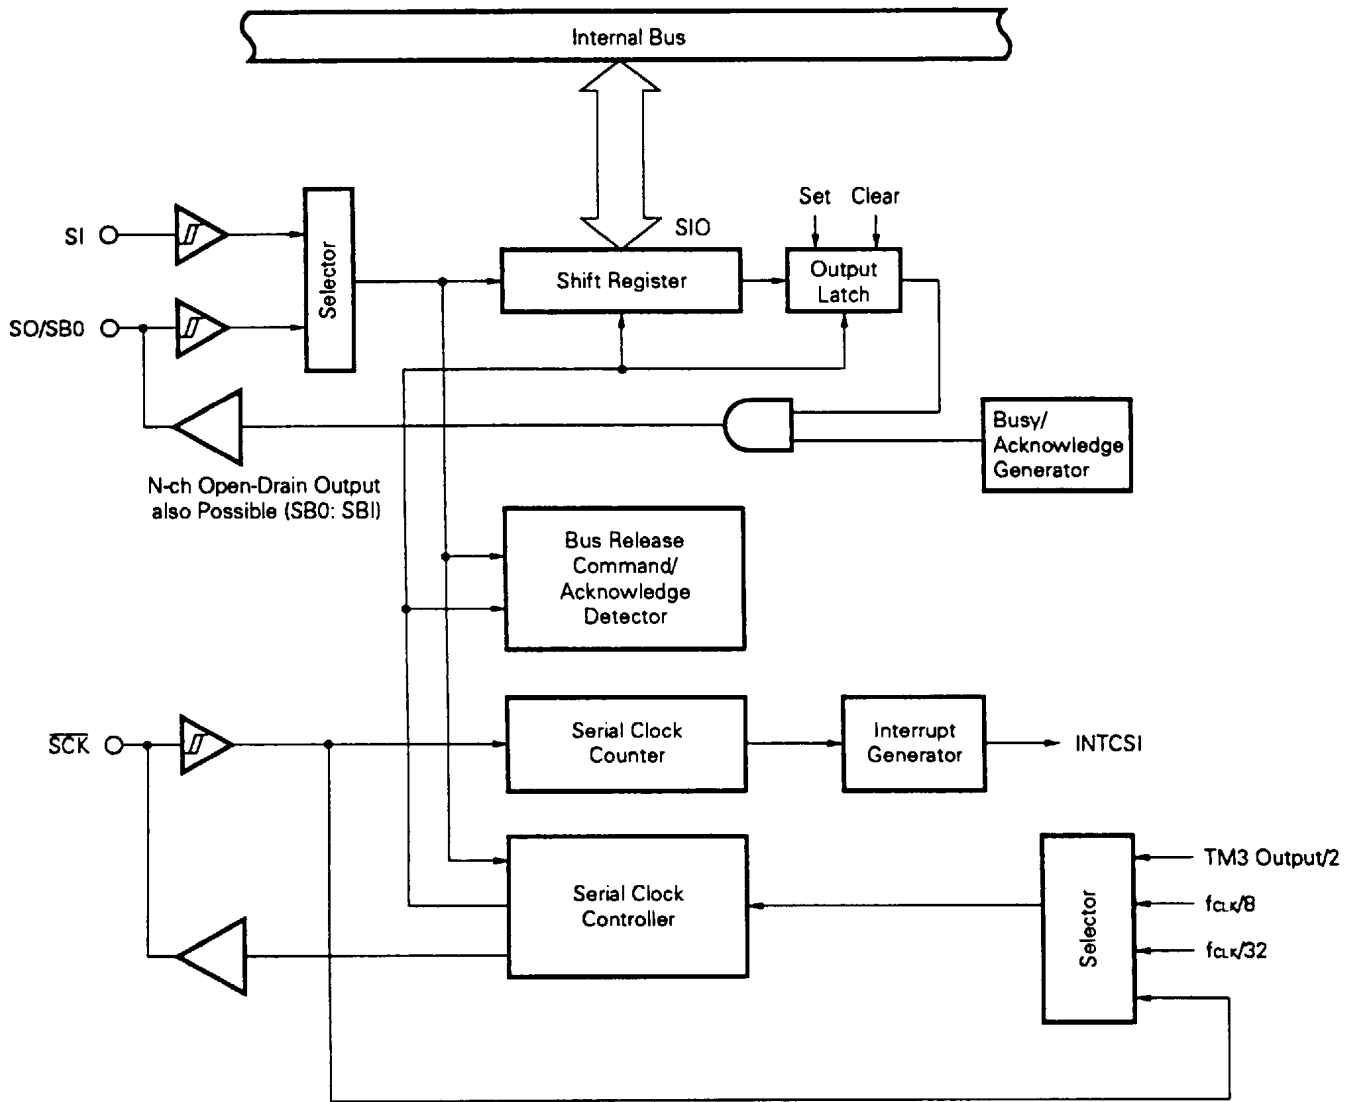 Internal Bus
Set Clear
SI
SIO
Selector
Shift Register
Output
Latch
SO/SB0
Busy/
Acknowledge
Generator
N-ch Open-Drain Output
also Possible (SB0: SBI)
Bus Release
Command/
Acknowledge
Detector
SCK
Serial Clock
Counter
Interrupt
Generator
INTCSI
Serial Clock
Controller
Selector
TM3 Output/2
fCLK/8
fCLK/32